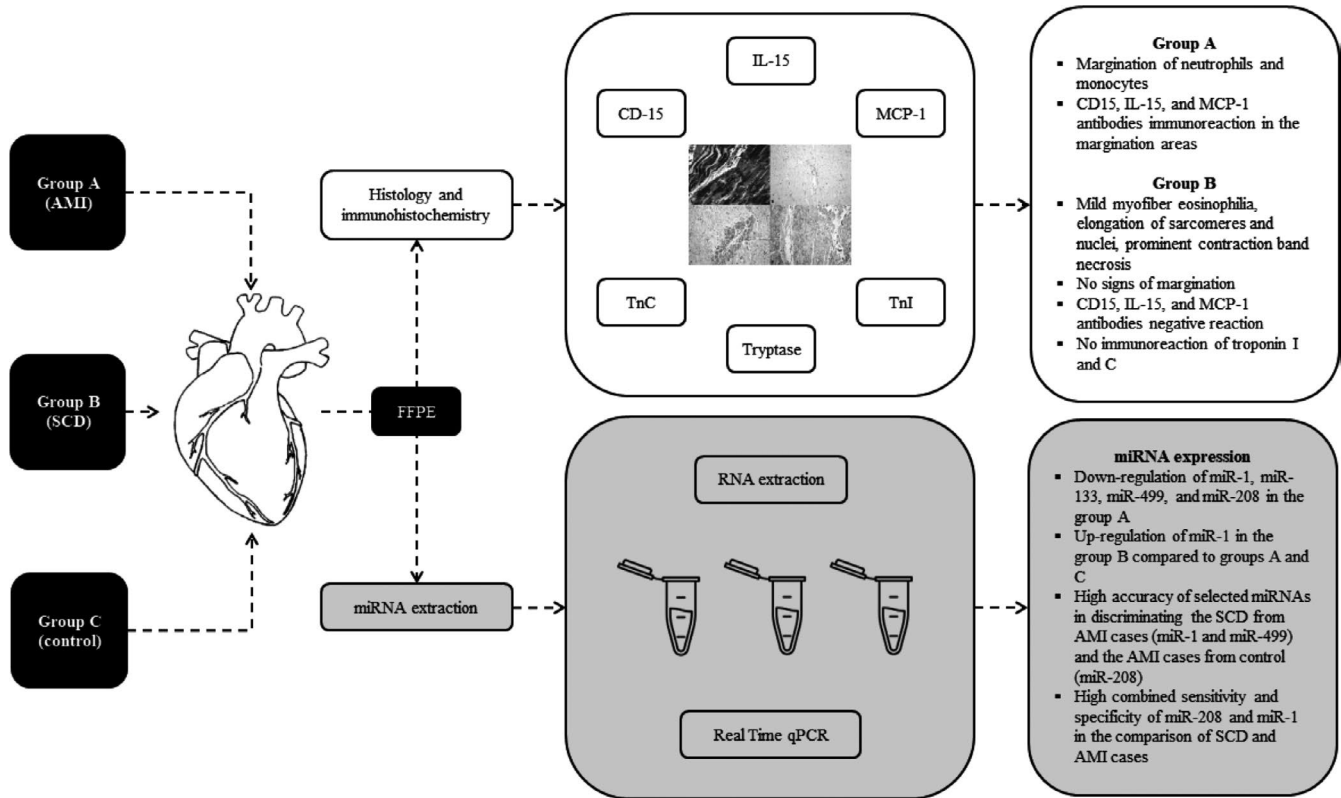 Group A
(AMI)
Group B
(SCD)
Group C
(control)
FFPE
Histology and
immunohistochemistry
miRNA extraction
IL-15
CD-15
MCP-1
TnC
TnI
Tryptase
RNA extraction
Real Time qPCR
Group A
▪ Margination of neutrophils and
monocytes
▪ CD15, IL-15, and MCP-1
antibodies immunoreaction in the
margination areas
Group B
▪ Mild myofiber eosinophilia,
elongation of sarcomeres and
nuclei, prominent contraction band
necrosis
▪ No signs of margination
▪ CD15, IL-15, and MCP-1
antibodies negative reaction
▪ No immunoreaction of troponin I
and C
miRNA expression
▪ Down-regulation of miR-1, miR-
133, miR-499, and miR-208 in the
group A
▪ Up-regulation of miR-1 in the
group B compared to groups A and
C
▪ High accuracy of selected miRNAs
in discriminating the SCD from
AMI cases (miR-1 and miR-499)
and the AMI cases from control
(miR-208)
▪ High combined sensitivity and
specificity of miR-208 and miR-1
in the comparison of SCD and
AMI cases